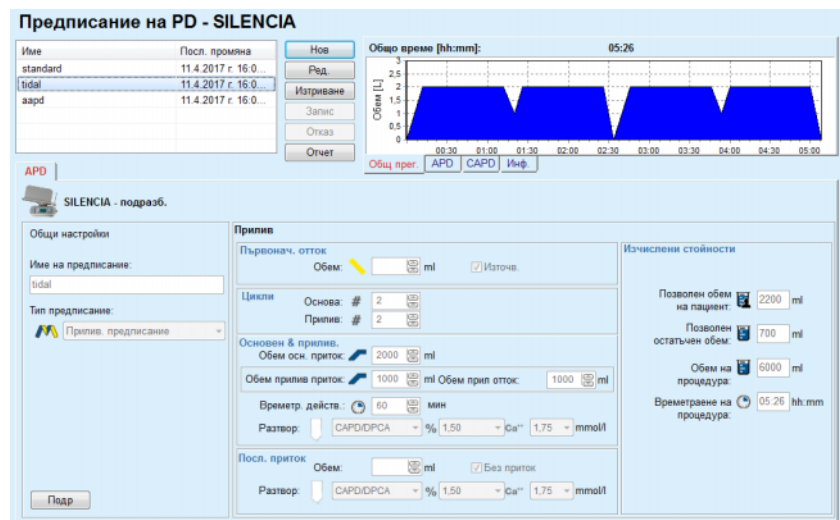 Предписание на PD - SILENCIA
Име Посл. промяна
standard 11.4.2017 г. 16:0...
tidal 11.4.2017 г. 16:0...
aapd 11.4.2017 г. 16:0...
Нов
Ред.
Изтриване
Запис
Отказ
Отчет
Общо време [hh:mm]: 05:26
Обем [L]
3
2,5
2
1,5
1
0,5
0
00:30 01:00 01:30 02:00 02:30 03:00 03:30 04:00 04:30 05:00
Общ прег. APD CAPD Инф.
APD
SILENCIA - подразб.
Общи настройки
Име на предписание:
tidal
Тип предписание:
Прилив. предписание
Подр
Прилив
Първонач. отток
Обем: ml Източв.
Цикли
Основа: # 2
Прилив: # 2
Основен & прилив.
Обем осн. приток: 2000 ml
Обем прилив приток: 1000 ml Обем прил отток: 1000 ml
Времетр. действ.: 60 мин
Разтвор: CAPD/DPCA % 1,50 Ca⁺⁺ 1,75 mmol/l
Посл. приток
Обем: ml Без приток
Разтвор: CAPD/DPCA % 1,50 Ca⁺⁺ 1,75 mmol/l
Изчислени стойности
Позволен обем
на пациент: 2200 ml
Позволен
остатъчен обем: 700 ml
Обем на
процедура: 6000 ml
Времетраене на
процедура: 05:26 hh:mm